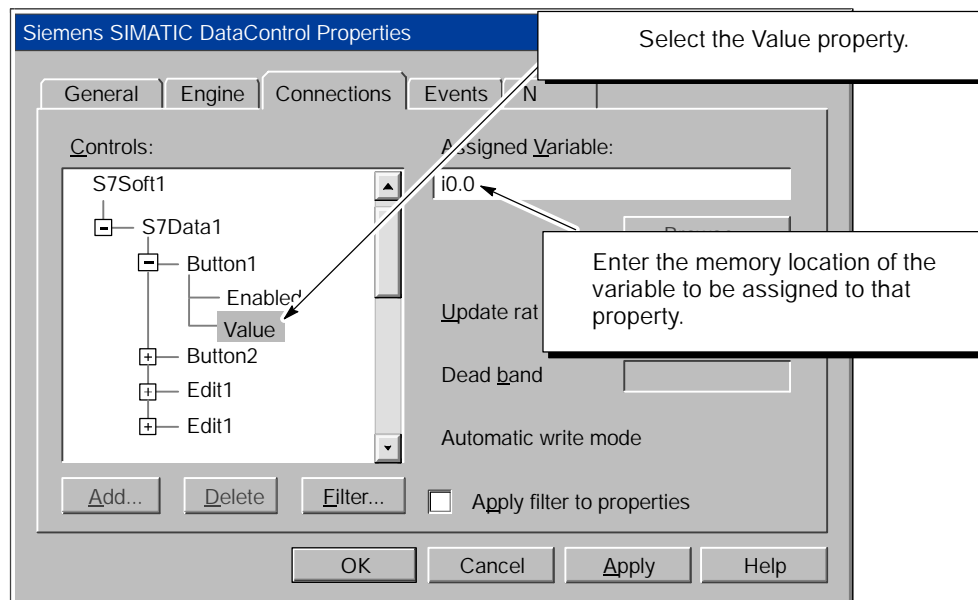 Siemens SIMATIC DataControl Properties
Select the Value property.
General Engine Connections Events N
Controls:
Assigned Variable:
S7Soft1
i0.0
S7Data1
Button1
Enter the memory location of the
variable to be assigned to that
property.
Enabled
Update rat
Value
Button2
Dead band
Edit1
Edit1
Automatic write mode
Add... Delete Filter...
Apply filter to properties
OK Cancel Apply Help